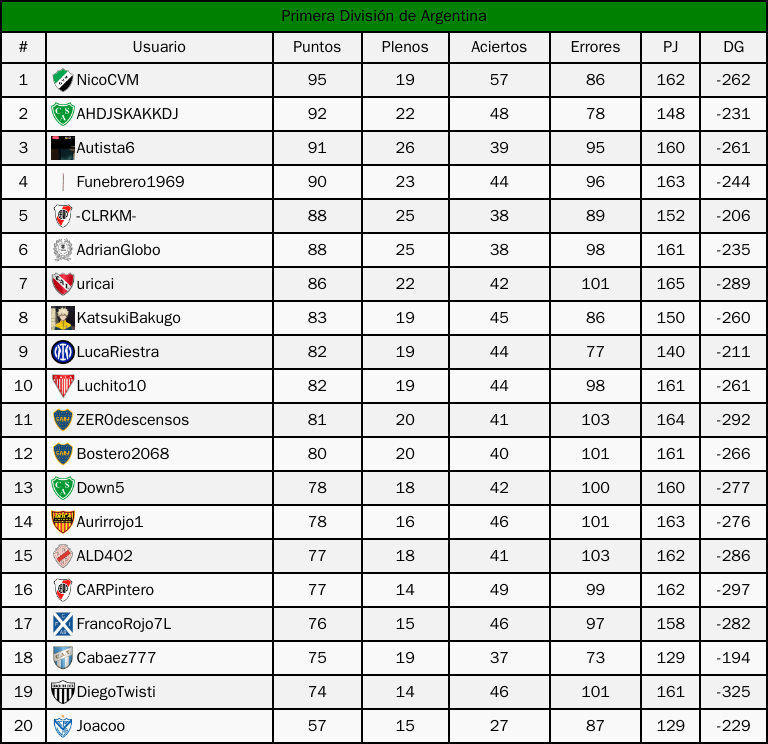 Primera División de Argentina
# Usuario Puntos Plenos Aciertos Errores PJ DG
1 NicoCVM 95 19 57 86 162 -262
2 AHDJSKAKKDJ 92 22 48 78 148 -231
3 Autista6 91 26 39 95 160 -261
4 Funebrero1969 90 23 44 96 163 -244
5 -CLRKM- 88 25 38 89 152 -206
6 AdrianGlobo 88 25 38 98 161 -235
7 uricai 86 22 42 101 165 -289
8 KatsukiBakugo 83 19 45 86 150 -260
9 LucaRiestra 82 19 44 77 140 -211
10 Luchito10 82 19 44 98 161 -261
11 ZER0descensos 81 20 41 103 164 -292
12 Bostero2068 80 20 40 101 161 -266
13 Down5 78 18 42 100 160 -277
14 Aurirrojo1 78 16 46 101 163 -276
15 ALD402 77 18 41 103 162 -286
16 CARPintero 77 14 49 99 162 -297
17 FrancoRojo7L 76 15 46 97 158 -282
18 Cabaez777 75 19 37 73 129 -194
19 DiegoTwisti 74 14 46 101 161 -325
20 Joacoo 57 15 27 87 129 -229